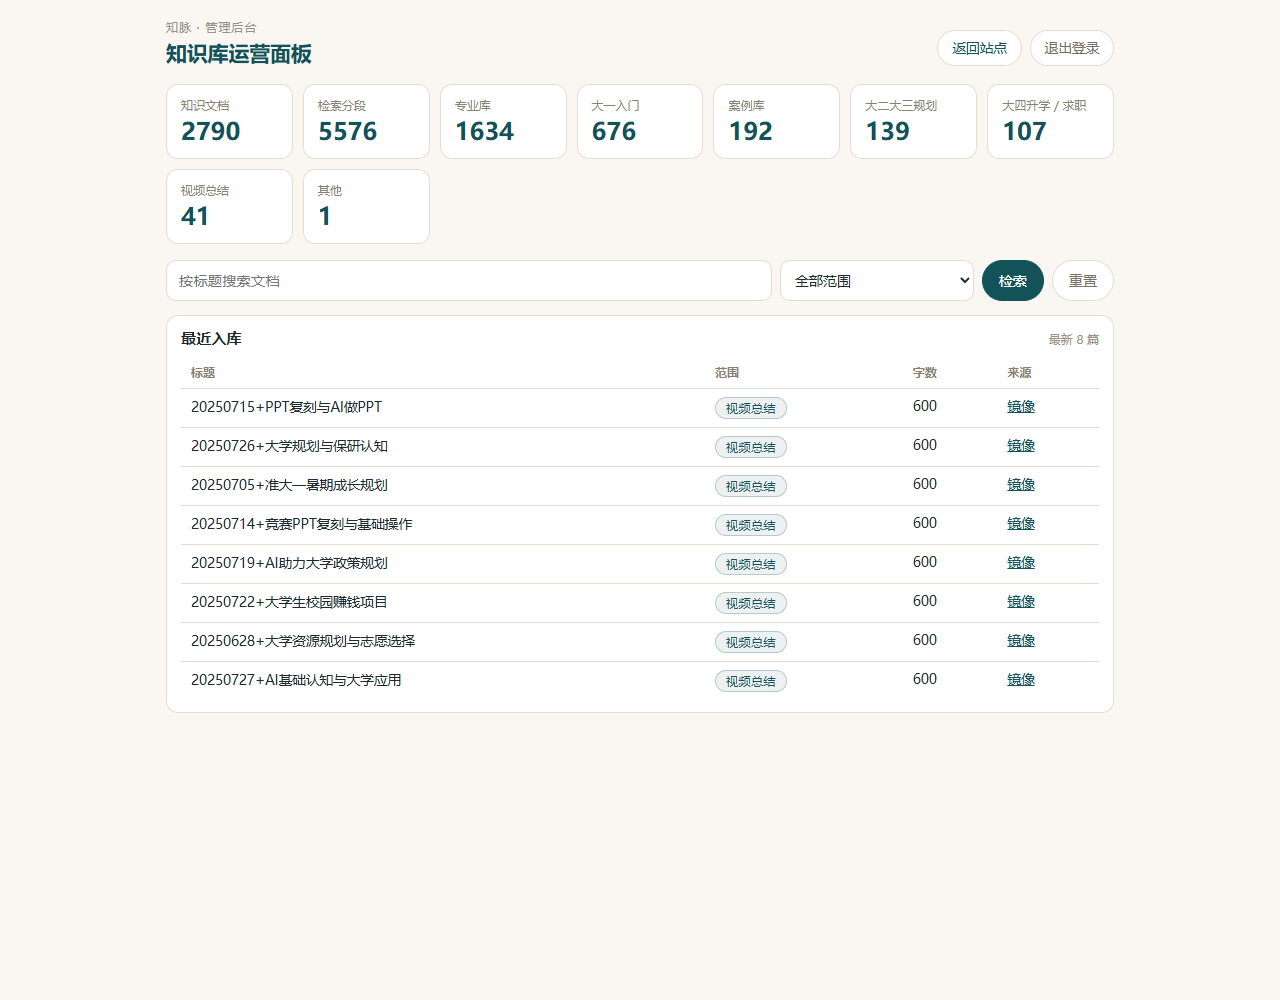 知脉 · 管理后台
知识库运营面板
返回站点 退出登录
知识文档 检索分段 专业库 大一入门 案例库 大二大三规划 大四升学 / 求职
2790 5576 1634 676 192 139 107
视频总结 其他
41 1
按标题搜索文档 全部范围 检索 重置
最近入库 最新 8 篇
标题 范围 字数 来源
20250715+PPT复刻与AI做PPT 视频总结 600 镜像
20250726+大学规划与保研认知 视频总结 600 镜像
20250705+准大一暑期成长规划 视频总结 600 镜像
20250714+竞赛PPT复刻与基础操作 视频总结 600 镜像
20250719+AI助力大学政策规划 视频总结 600 镜像
20250722+大学生校园赚钱项目 视频总结 600 镜像
20250628+大学资源规划与志愿选择 视频总结 600 镜像
20250727+AI基础认知与大学应用 视频总结 600 镜像